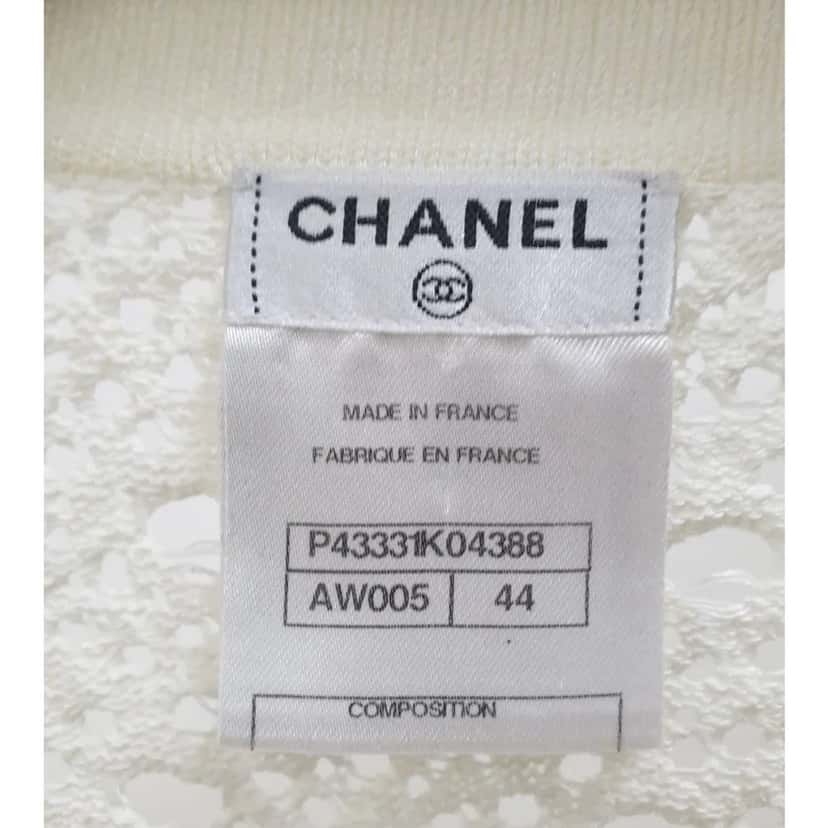 CHANEL
MADE IN FRANCE
FABRIQUE EN FRANCE
P43331K04388
AW005 44
COMPOSITION